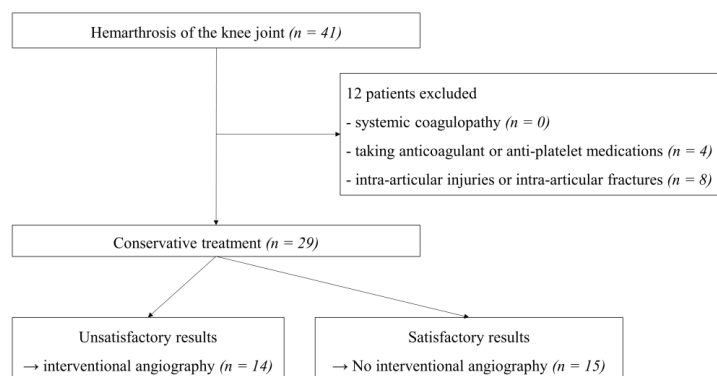 Hemarthrosis of the knee joint (n = 41)
12 patients excluded
- systemic coagulopathy (n = 0)
- taking anticoagulant or anti-platelet medications (n = 4)
- intra-articular injuries or intra-articular fractures (n = 8)
Conservative treatment (n = 29)
Unsatisfactory results
→ interventional angiography (n = 14)
Satisfactory results
→ No interventional angiography (n = 15)